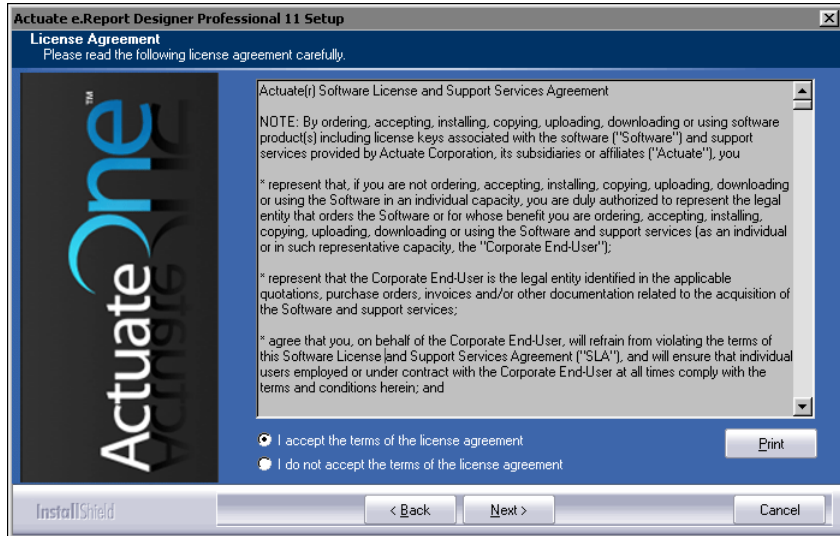 Actuate e.Report Designer Professional 11 Setup
License Agreement
Please read the following license agreement carefully.
ActuateOne™
Actuate(r) Software License and Support Services Agreement
NOTE: By ordering, accepting, installing, copying, uploading, downloading or using software
product(s) including license keys associated with the software ("Software") and support
services provided by Actuate Corporation, its subsidiaries or affiliates ("Actuate"), you
* represent that, if you are not ordering, accepting, installing, copying, uploading, downloading
or using the Software in an individual capacity, you are duly authorized to represent the legal
entity that orders the Software or for whose benefit you are ordering, accepting, installing,
copying, uploading, downloading or using the Software and support services (as an individual
or in such representative capacity, the "Corporate End-User");
* represent that the Corporate End-User is the legal entity identified in the applicable
quotations, purchase orders, invoices and/or other documentation related to the acquisition of
the Software and support services;
* agree that you, on behalf of the Corporate End-User, will refrain from violating the terms of
this Software License and Support Services Agreement ("SLA"), and will ensure that individual
users employed or under contract with the Corporate End-User at all times comply with the
terms and conditions herein; and
I accept the terms of the license agreement
I do not accept the terms of the license agreement
Print
InstallShield
< Back
Next >
Cancel